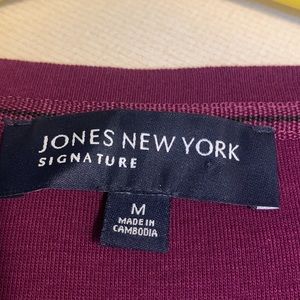 JONES NEW YORK
SIGNATURE
M
MADE IN
CAMBODIA